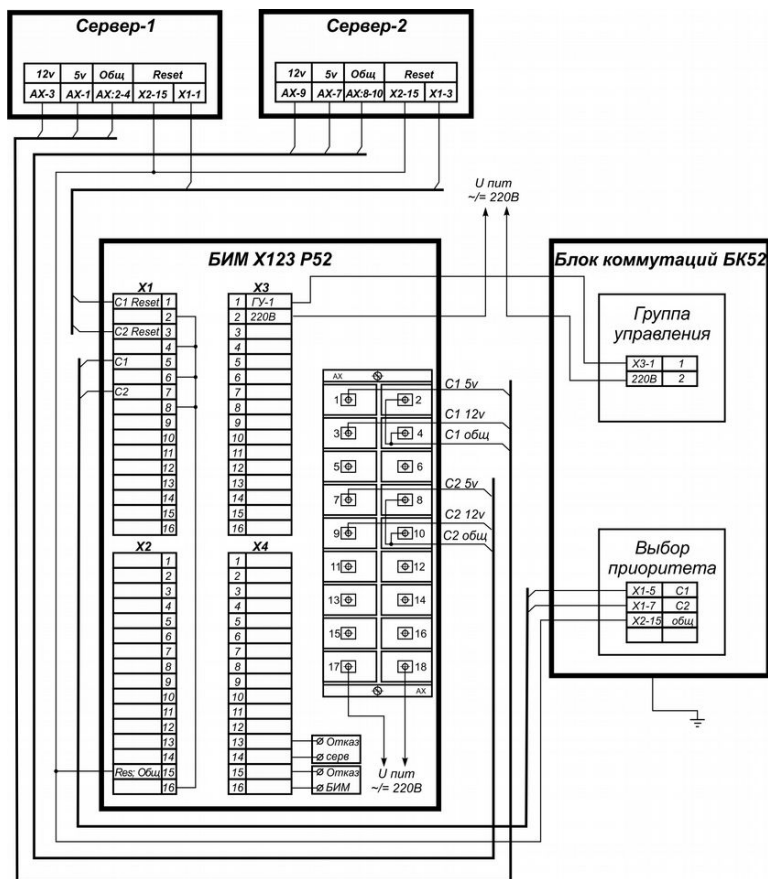 Сервер-1
12v 5v Общ Reset
AX-3 AX-1 AX:2-4 X2-15 X1-1
Сервер-2
12v 5v Общ Reset
AX-9 AX-7 AX:8-10 X2-15 X1-3
U пит
~/= 220В
БИМ X123 P52
X1
C1 Reset 1
2
C2 Reset 3
4
C1 5
6
C2 7
8
9
10
11
12
13
14
15
16
X3
1 ГУ-1
2 220В
3
4
5
6
7
8
9
10
11
12
13
14
15
16
AX
1 2
3 4
5 6
7 8
9 10
11 12
13 14
15 16
17 18
AX
C1 5v
C1 12v
C1 общ
C2 5v
C2 12v
C2 общ
X2
1
2
3
4
5
6
7
8
9
10
11
12
13
14
Res; Общ 15
16
X4
1
2
3
4
5
6
7
8
9
10
11
12
13
14
15
16
Отказ
серв
Отказ
БИМ
U пит
~/= 220В
Блок коммутаций БК52
Группа
управления
X3-1 1
220В 2
Выбор
приоритета
X1-5 C1
X1-7 C2
X2-15 общ